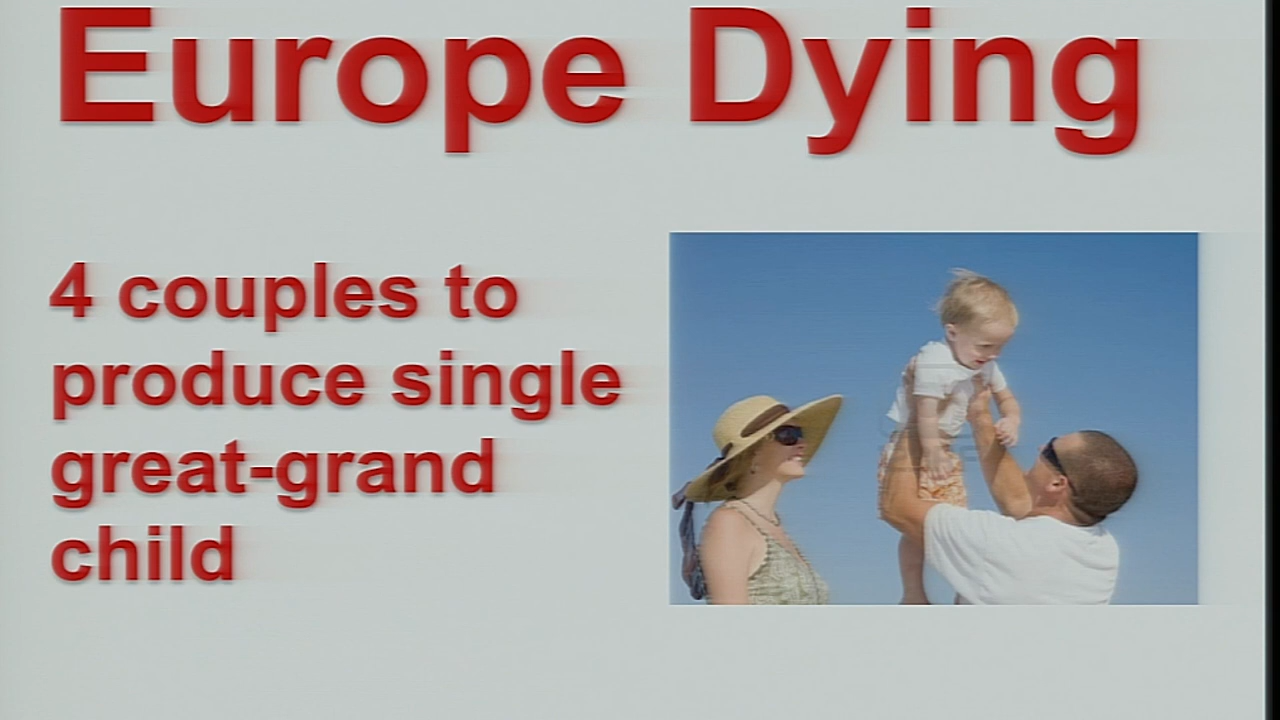 Europe Dying
4 couples to
produce single
great-grand
child